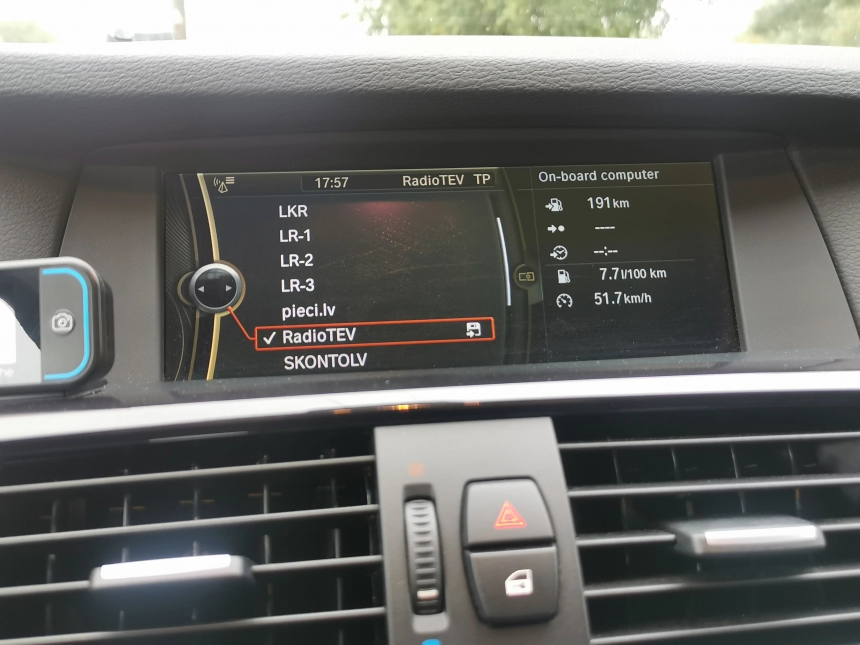 17:57 RadioTEV TP
LKR
LR-1
LR-2
LR-3
pieci.lv
✓ RadioTEV
SKONTOLV
On-board computer
191 km
----
--:--
7.7 l/100 km
51.7 km/h